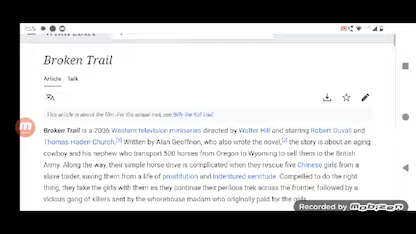 7:55
WIKIPEDIA
Broken Trail
Article Talk
This article is about the film. For the actual trail, see Billy the Kid Trail.
Broken Trail is a 2006 Western television miniseries directed by Walter Hill and starring Robert Duvall and
Thomas Haden Church.[1] Written by Alan Geoffrion, who also wrote the novel,[2] the story is about an aging
cowboy and his nephew who transport 500 horses from Oregon to Wyoming to sell them to the British
Army. Along the way, their simple horse drive is complicated when they rescue five Chinese girls from a
slave trader, saving them from a life of prostitution and indentured servitude. Compelled to do the right
thing, they take the girls with them as they continue their perilous trek across the frontier, followed by a
vicious gang of killers sent by the whorehouse madam who originally paid for the girls.
Recorded by Mobizen